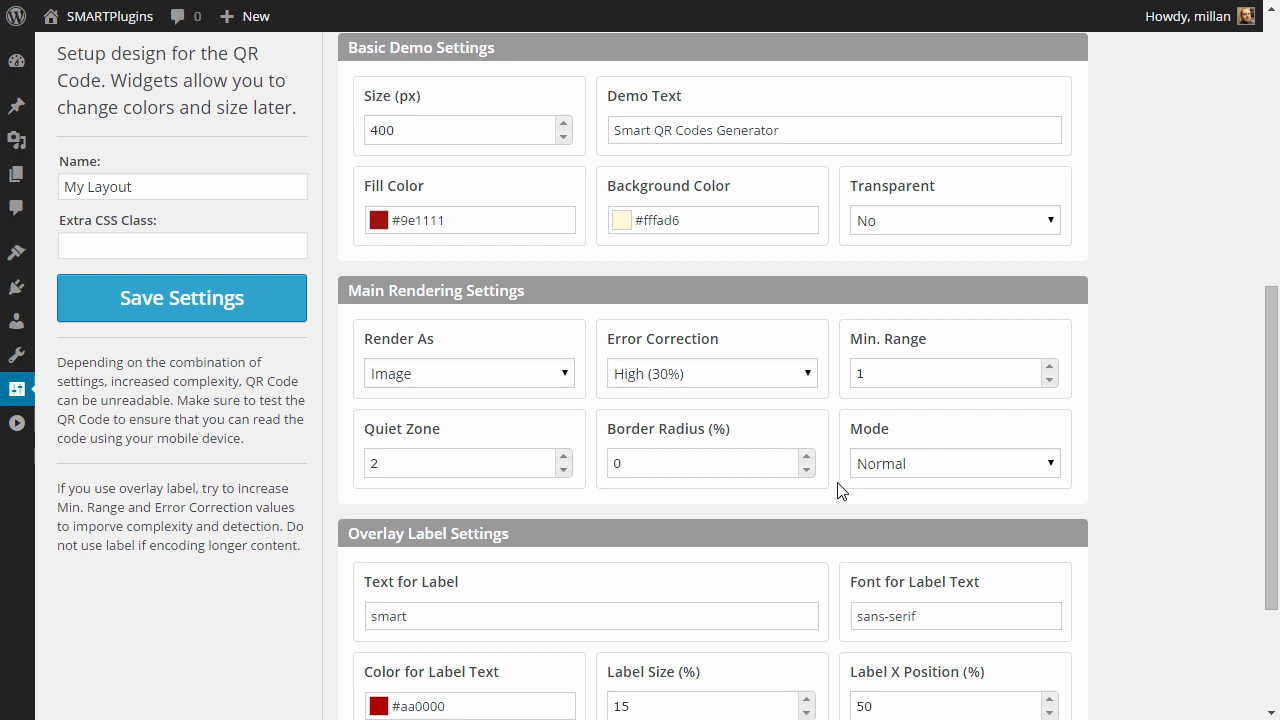 SMARTPlugins 0 New Howdy, millan
Setup design for the QR
Code. Widgets allow you to
change colors and size later.
Name:
My Layout
Extra CSS Class:
Save Settings
Depending on the combination of
settings, increased complexity, QR Code
can be unreadable. Make sure to test the
QR Code to ensure that you can read the
code using your mobile device.
If you use overlay label, try to increase
Min. Range and Error Correction values
to imporve complexity and detection. Do
not use label if encoding longer content.
Basic Demo Settings
Size (px) Demo Text
400 Smart QR Codes Generator
Fill Color Background Color Transparent
#9e1111 #fffad6 No
Main Rendering Settings
Render As Error Correction Min. Range
Image High (30%) 1
Quiet Zone Border Radius (%) Mode
2 0 Normal
Overlay Label Settings
Text for Label Font for Label Text
smart sans-serif
Color for Label Text Label Size (%) Label X Position (%)
#aa0000 15 50